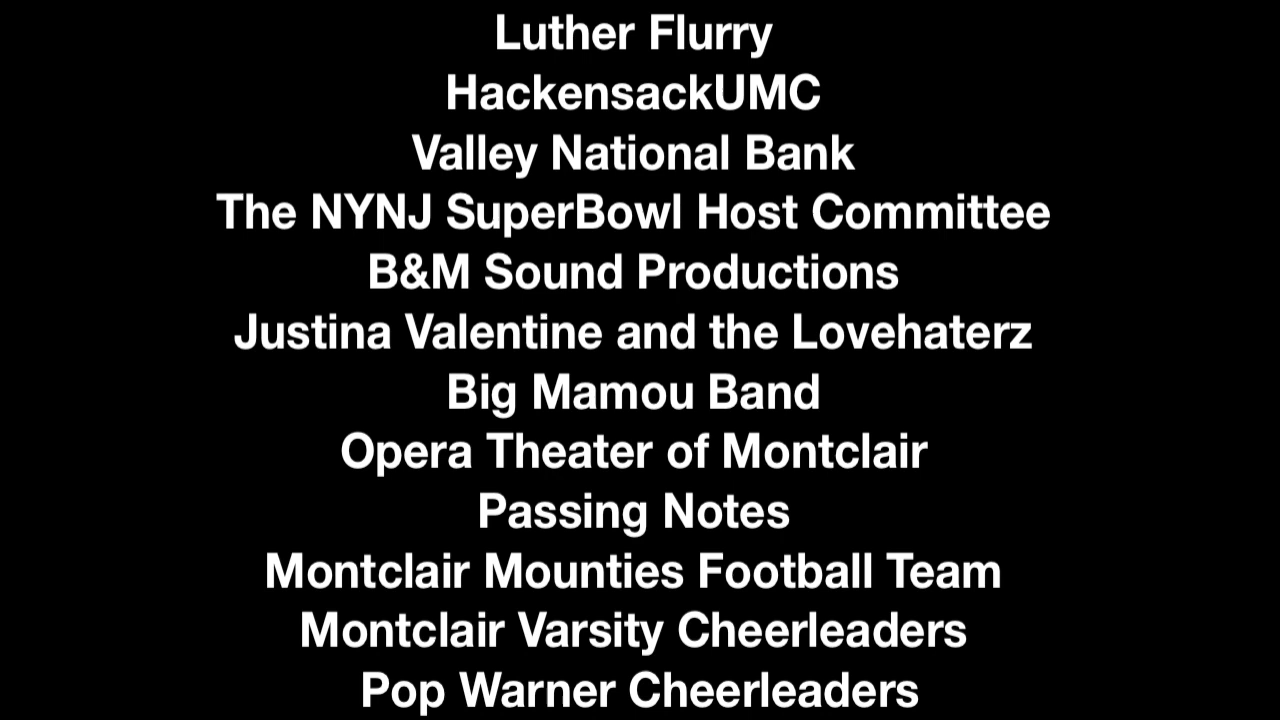 Luther Flurry
HackensackUMC
Valley National Bank
The NYNJ SuperBowl Host Committee
B&M Sound Productions
Justina Valentine and the Lovehaterz
Big Mamou Band
Opera Theater of Montclair
Passing Notes
Montclair Mounties Football Team
Montclair Varsity Cheerleaders
Pop Warner Cheerleaders